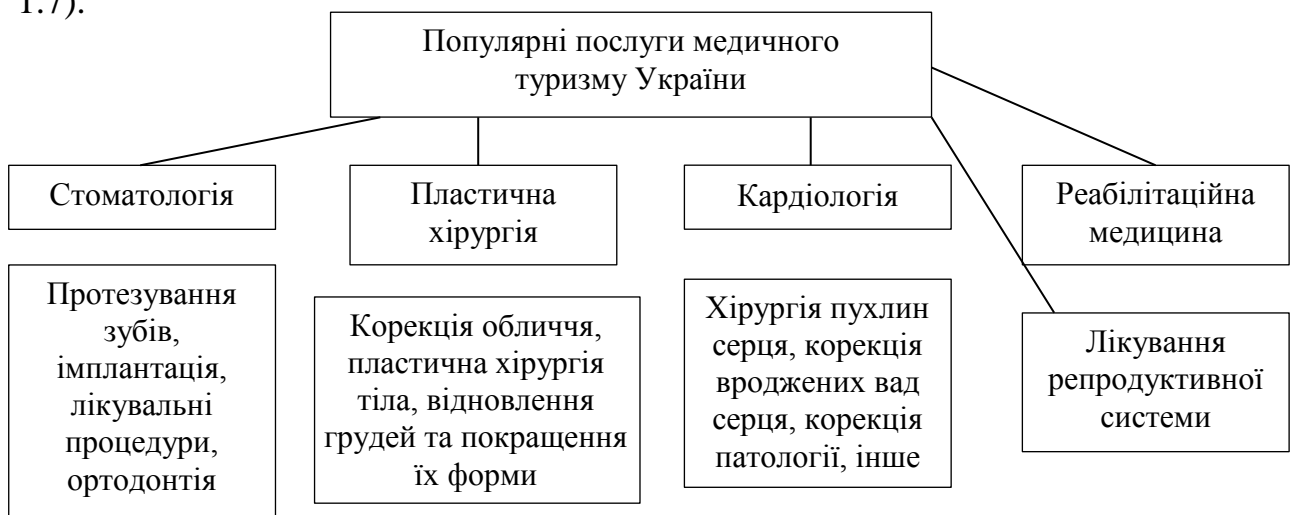 1.7).
Популярні послуги медичного
туризму України
Стоматологія
Пластична
хірургія
Кардіологія
Реабілітаційна
медицина
Протезування
зубів,
імплантація,
лікувальні
процедури,
ортодонтія
Корекція обличчя,
пластична хірургія
тіла, відновлення
грудей та покращення
їх форми
Хірургія пухлин
серця, корекція
вроджених вад
серця, корекція
патології, інше
Лікування
репродуктивної
системи